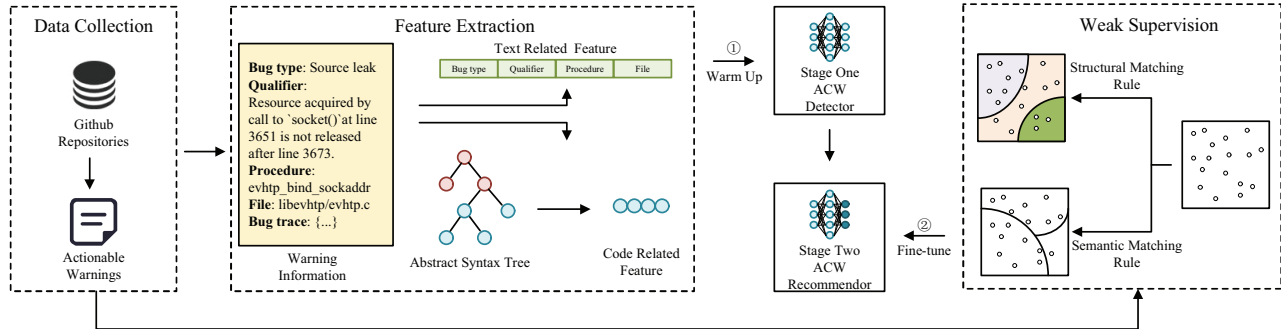 Data Collection
Github
Repositories
Actionable
Warnings
Feature Extraction
Bug type: Source leak
Qualifier:
Resource acquired by
call to `socket()`at line
3651 is not released
after line 3673.
Procedure:
evhtp_bind_sockaddr
File: libevhtp/evhtp.c
Bug trace: {...}
Warning
Information
Text Related Feature
Bug type Qualifier Procedure File
Abstract Syntax Tree
Code Related
Feature
①
Warm Up
Stage One
ACW
Detector
Stage Two
ACW
Recommendor
②
Fine-tune
Weak Supervision
Structural Matching
Rule
Semantic Matching
Rule